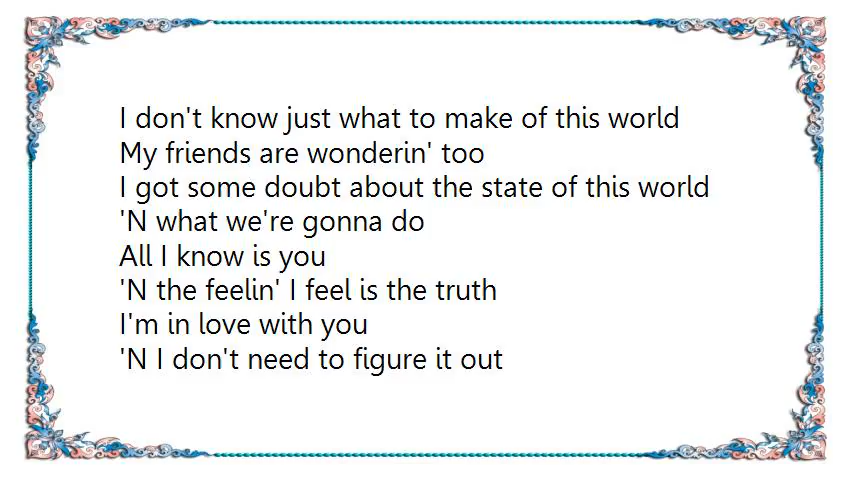 I don't know just what to make of this world
My friends are wonderin' too
I got some doubt about the state of this world
'N what we're gonna do
All I know is you
'N the feelin' I feel is the truth
I'm in love with you
'N I don't need to figure it out